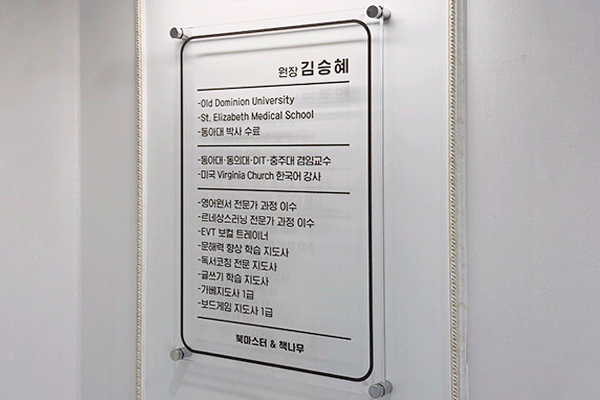 원장 김승혜
-Old Dominion University
-St. Elizabeth Medical School
-동아대 박사 수료
-동아대·동의대·DIT·충주대 겸임교수
-미국 Virginia Church 한국어 강사
-영어원서 전문가 과정 이수
-르네상스러닝 전문가 과정 이수
-EVT 보컬 트레이너
-문해력 향상 학습 지도사
-독서코칭 전문 지도사
-글쓰기 학습 지도사
-가베지도사 1급
-보드게임 지도사 1급
북마스터 & 책나무